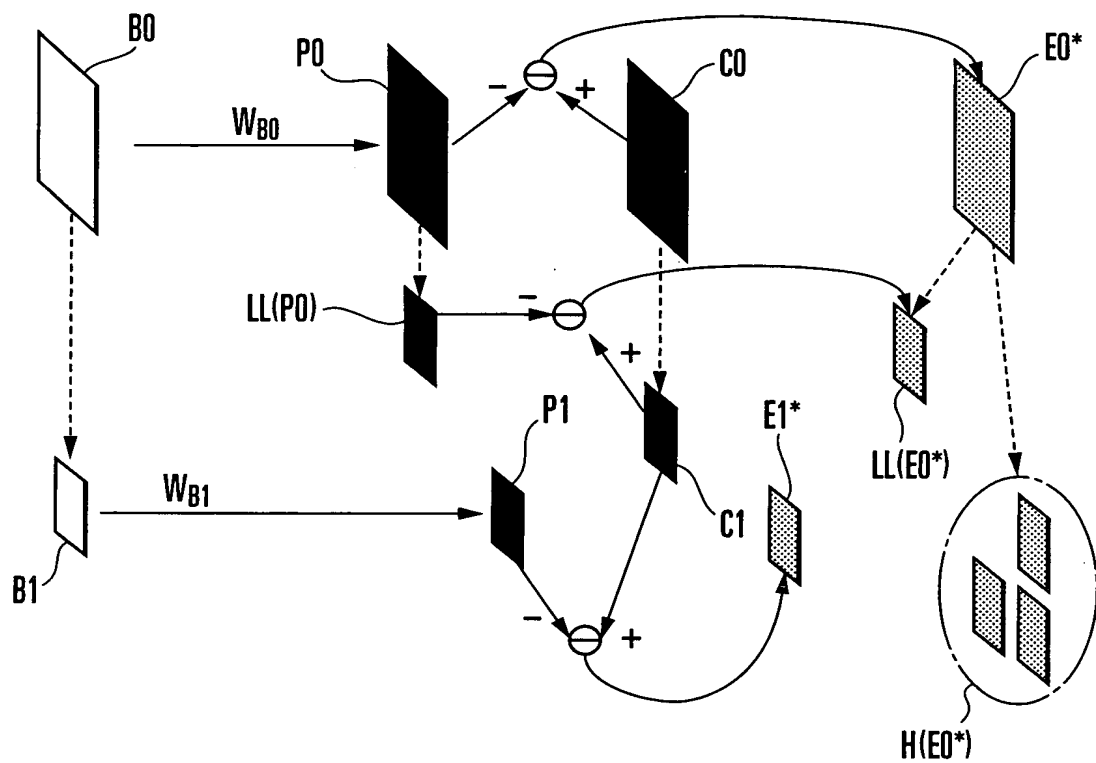 B0
P0
C0
E0*
W_B0
−
+
LL(P0)
−
+
P1
E1*
LL(E0*)
W_B1
C1
B1
−
+
H(E0*)